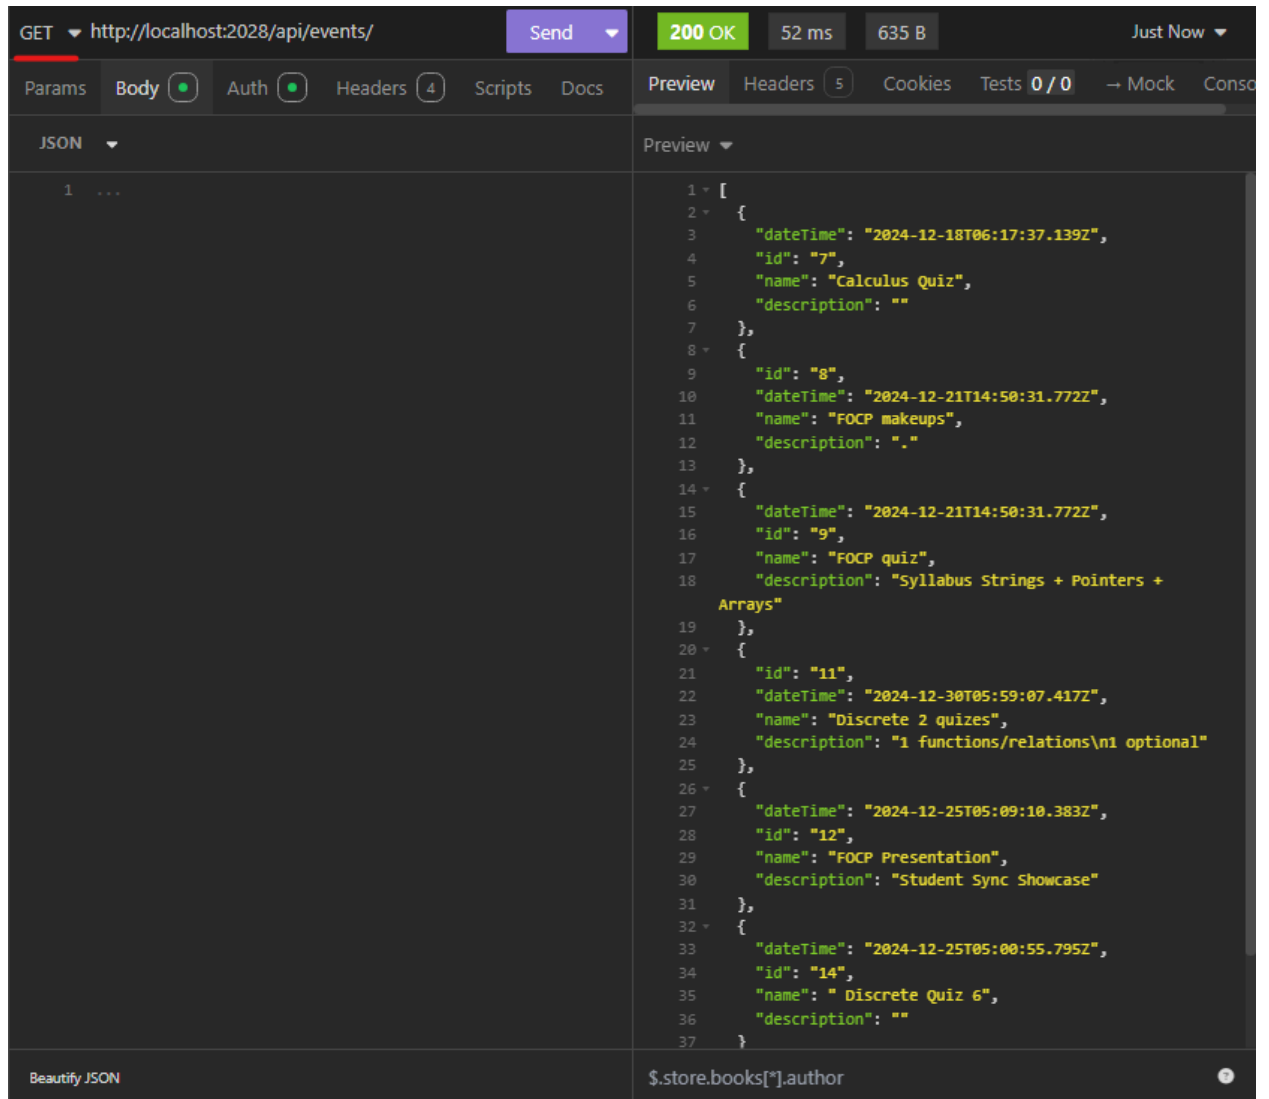 GET http://localhost:2028/api/events/ Send
Params Body Auth Headers 4 Scripts Docs
JSON
1 ...
Beautify JSON
200 OK 52 ms 635 B Just Now
Preview Headers 5 Cookies Tests 0 / 0 → Mock Conso
Preview
1 [
2 {
3 "dateTime": "2024-12-18T06:17:37.139Z",
4 "id": "7",
5 "name": "Calculus Quiz",
6 "description": ""
7 },
8 {
9 "id": "8",
10 "dateTime": "2024-12-21T14:50:31.772Z",
11 "name": "FOCP makeups",
12 "description": "."
13 },
14 {
15 "dateTime": "2024-12-21T14:50:31.772Z",
16 "id": "9",
17 "name": "FOCP quiz",
18 "description": "Syllabus Strings + Pointers +
Arrays"
19 },
20 {
21 "id": "11",
22 "dateTime": "2024-12-30T05:59:07.417Z",
23 "name": "Discrete 2 quizes",
24 "description": "1 functions/relations\n1 optional"
25 },
26 {
27 "dateTime": "2024-12-25T05:09:10.383Z",
28 "id": "12",
29 "name": "FOCP Presentation",
30 "description": "Student Sync Showcase"
31 },
32 {
33 "dateTime": "2024-12-25T05:00:55.795Z",
34 "id": "14",
35 "name": " Discrete Quiz 6",
36 "description": ""
37 }
$.store.books[*].author ?